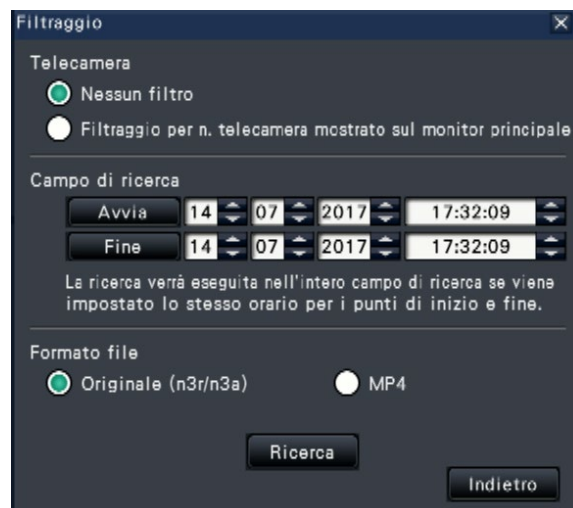 Filtraggio
Telecamera
Nessun filtro
Filtraggio per n. telecamera mostrato sul monitor principale
Campo di ricerca
Avvia 14 07 2017 17:32:09
Fine 14 07 2017 17:32:09
La ricerca verrà eseguita nell'intero campo di ricerca se viene
impostato lo stesso orario per i punti di inizio e fine.
Formato file
Originale (n3r/n3a) MP4
Ricerca
Indietro